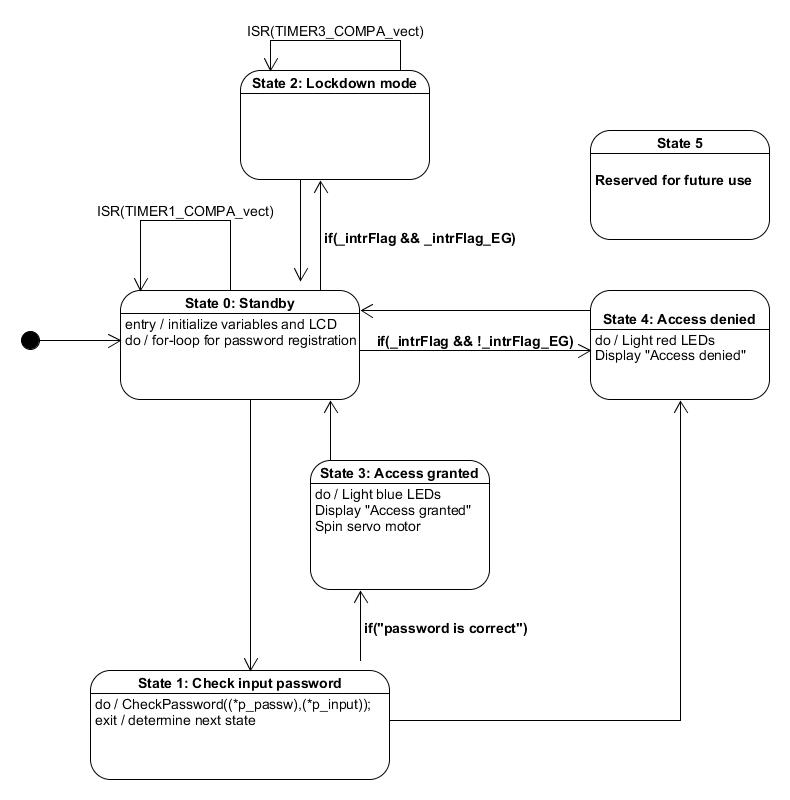 ISR(TIMER3_COMPA_vect)
State 2: Lockdown mode
State 5
Reserved for future use
ISR(TIMER1_COMPA_vect)
if(_intrFlag && _intrFlag_EG)
State 0: Standby
entry / initialize variables and LCD
do / for-loop for password registration
if(_intrFlag && !_intrFlag_EG)
State 4: Access denied
do / Light red LEDs
Display "Access denied"
State 3: Access granted
do / Light blue LEDs
Display "Access granted"
Spin servo motor
if("password is correct")
State 1: Check input password
do / CheckPassword((*p_passw),(*p_input));
exit / determine next state